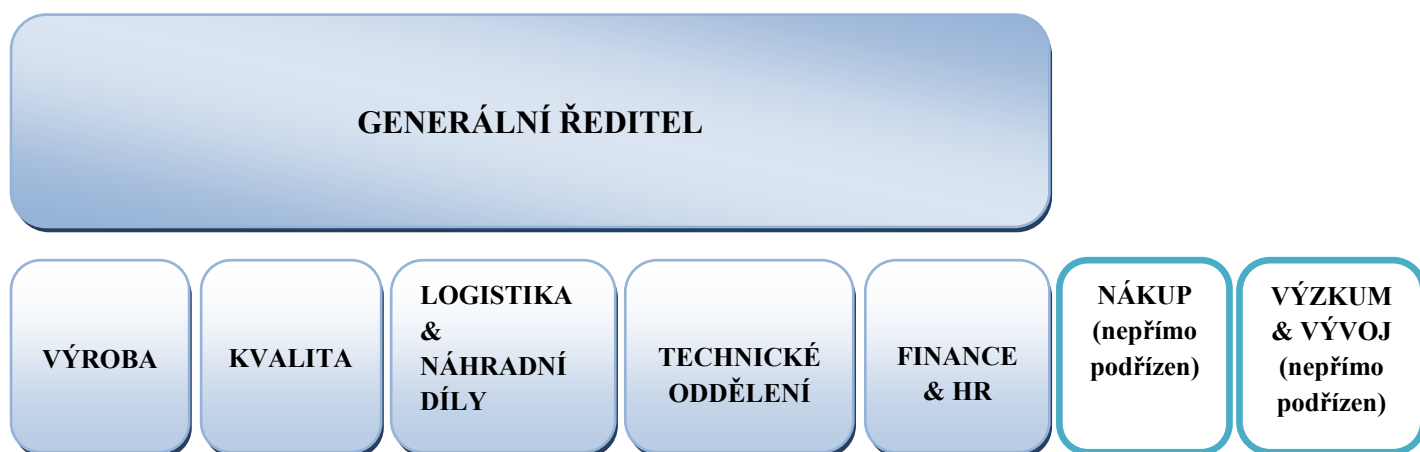 GENERÁLNÍ ŘEDITEL
VÝROBA
KVALITA
LOGISTIKA
&
NÁHRADNÍ
DÍLY
TECHNICKÉ
ODDĚLENÍ
FINANCE
& HR
NÁKUP
(nepřímo
podřízen)
VÝZKUM
& VÝVOJ
(nepřímo
podřízen)